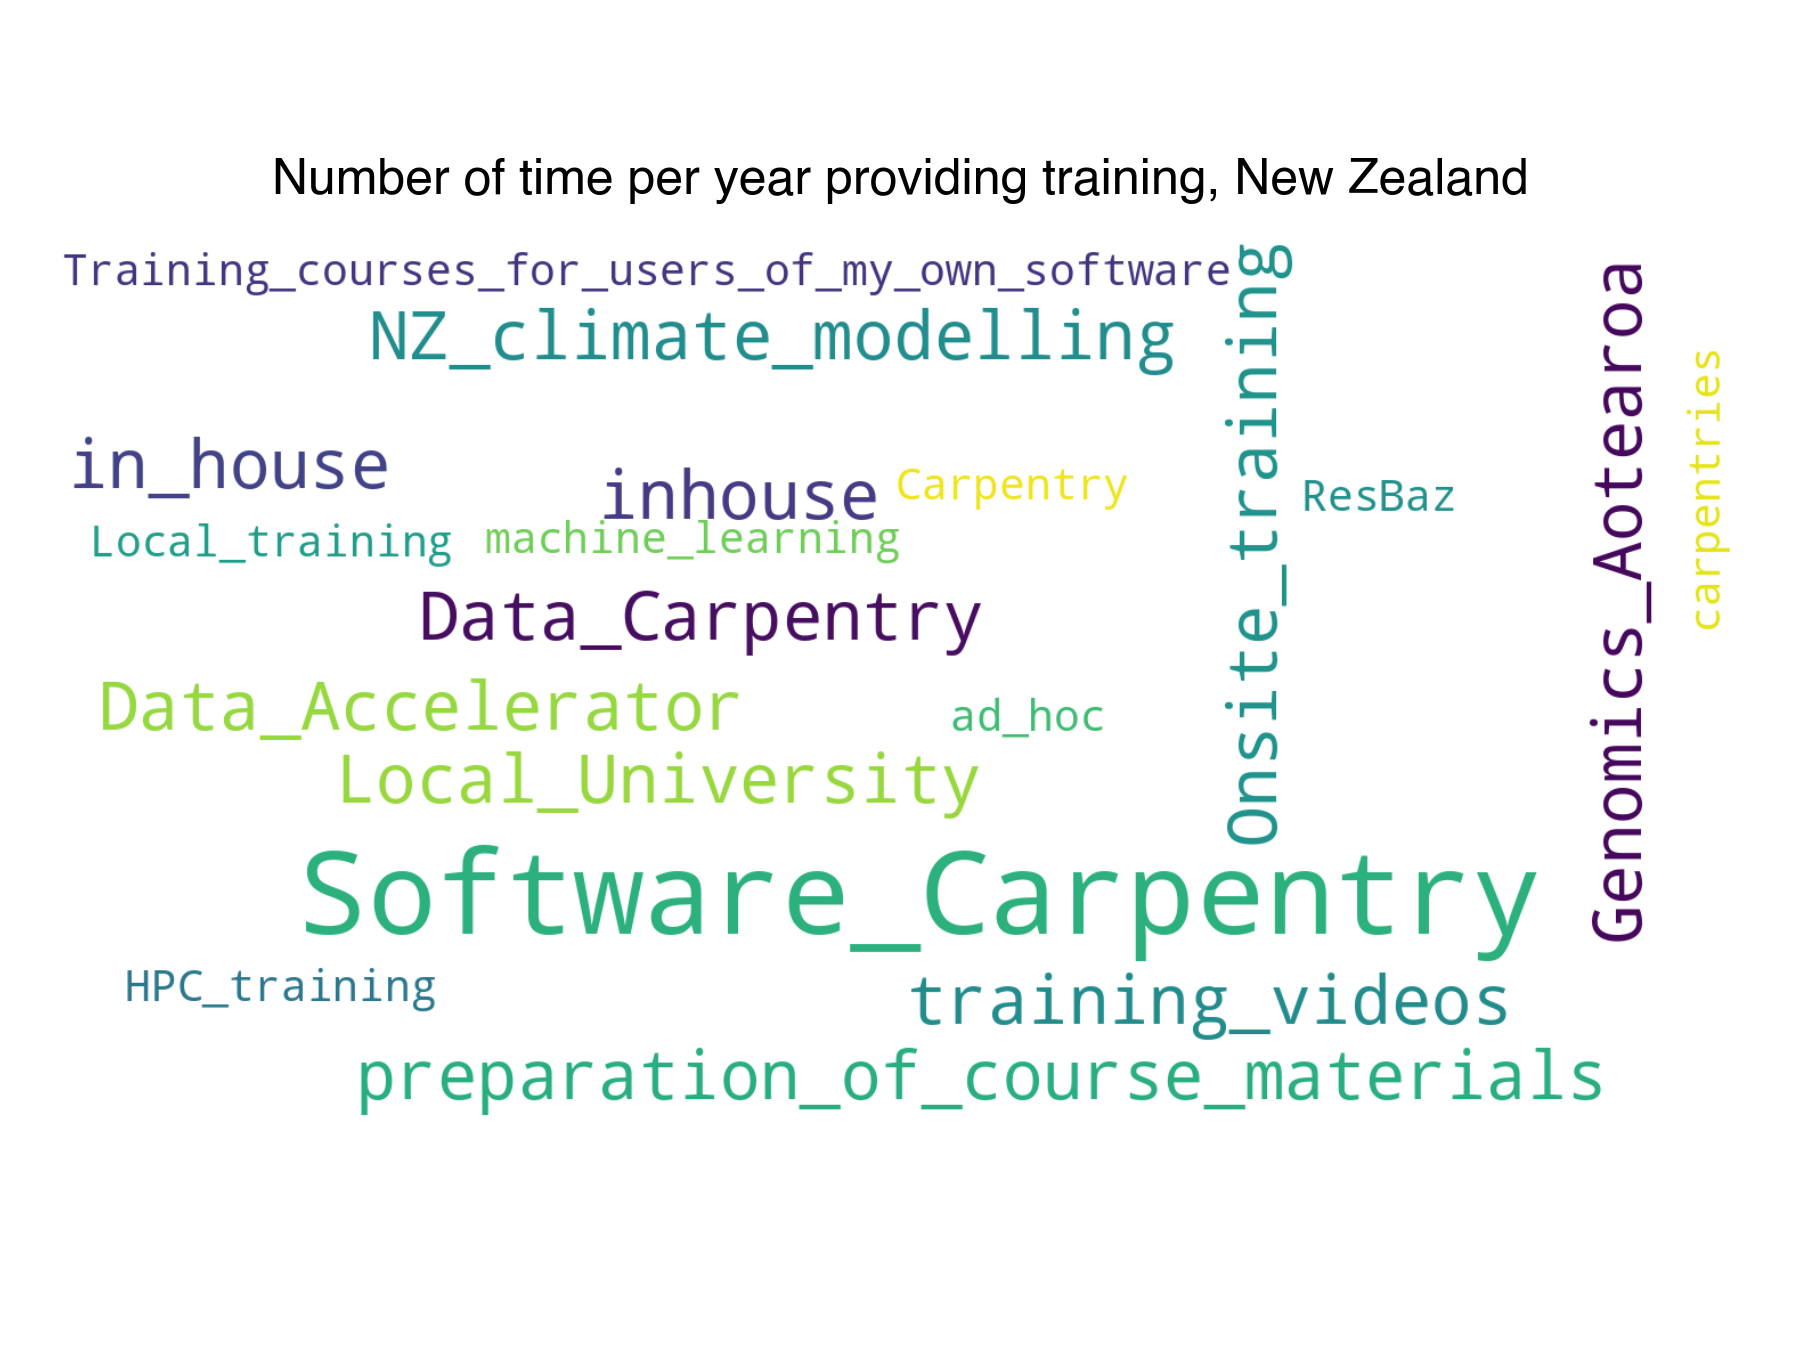 Number of time per year providing training, New Zealand
Training_courses_for_users_of_my_own_software
NZ_climate_modelling
Onsite_training
Genomics_Aotearoa
carpentries
in_house
inhouse
Carpentry
ResBaz
Local_training
machine_learning
Data_Carpentry
Data_Accelerator
ad_hoc
Local_University
Software_Carpentry
HPC_training
training_videos
preparation_of_course_materials